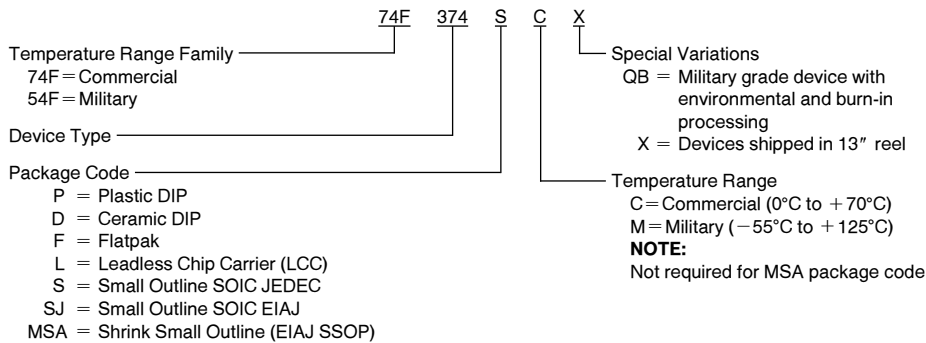 74F 374 S C X
Temperature Range Family
74F=Commercial
54F=Military
Device Type
Package Code
P = Plastic DIP
D = Ceramic DIP
F = Flatpak
L = Leadless Chip Carrier (LCC)
S = Small Outline SOIC JEDEC
SJ = Small Outline SOIC EIAJ
MSA = Shrink Small Outline (EIAJ SSOP)
Special Variations
QB = Military grade device with
environmental and burn-in
processing
X = Devices shipped in 13″ reel
Temperature Range
C=Commercial (0°C to +70°C)
M=Military (−55°C to +125°C)
NOTE:
Not required for MSA package code